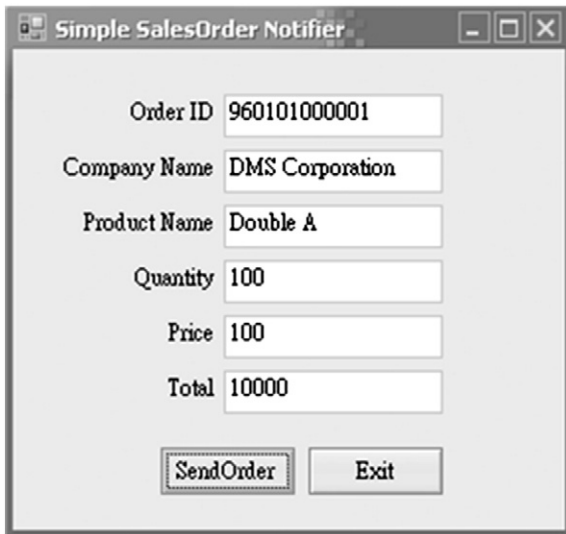 Simple SalesOrder Notifier
Order ID 960101000001
Company Name DMS Corporation
Product Name Double A
Quantity 100
Price 100
Total 10000
SendOrder Exit